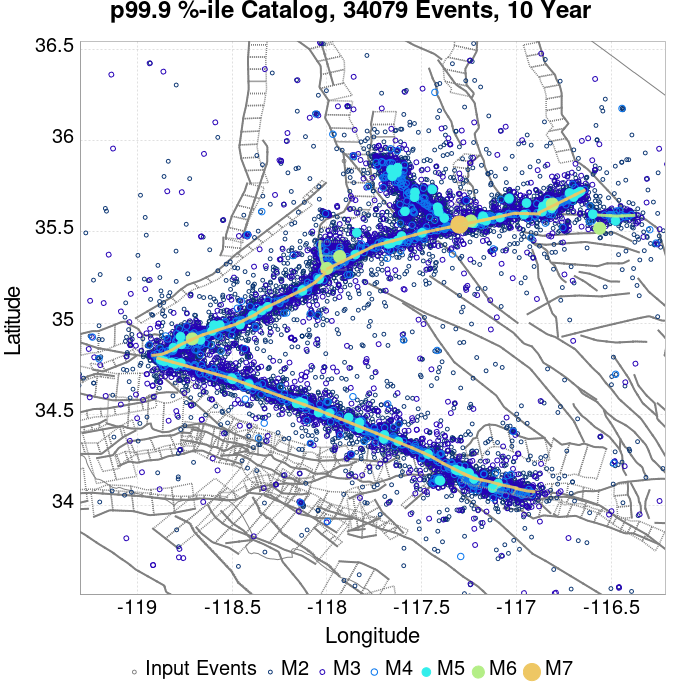 p99.9 %-ile Catalog, 34079 Events, 10 Year
36.5
36
35.5
35
34.5
34
Latitude
-119 -118.5 -118 -117.5 -117 -116.5
Longitude
Input Events M2 M3 M4 M5 M6 M7